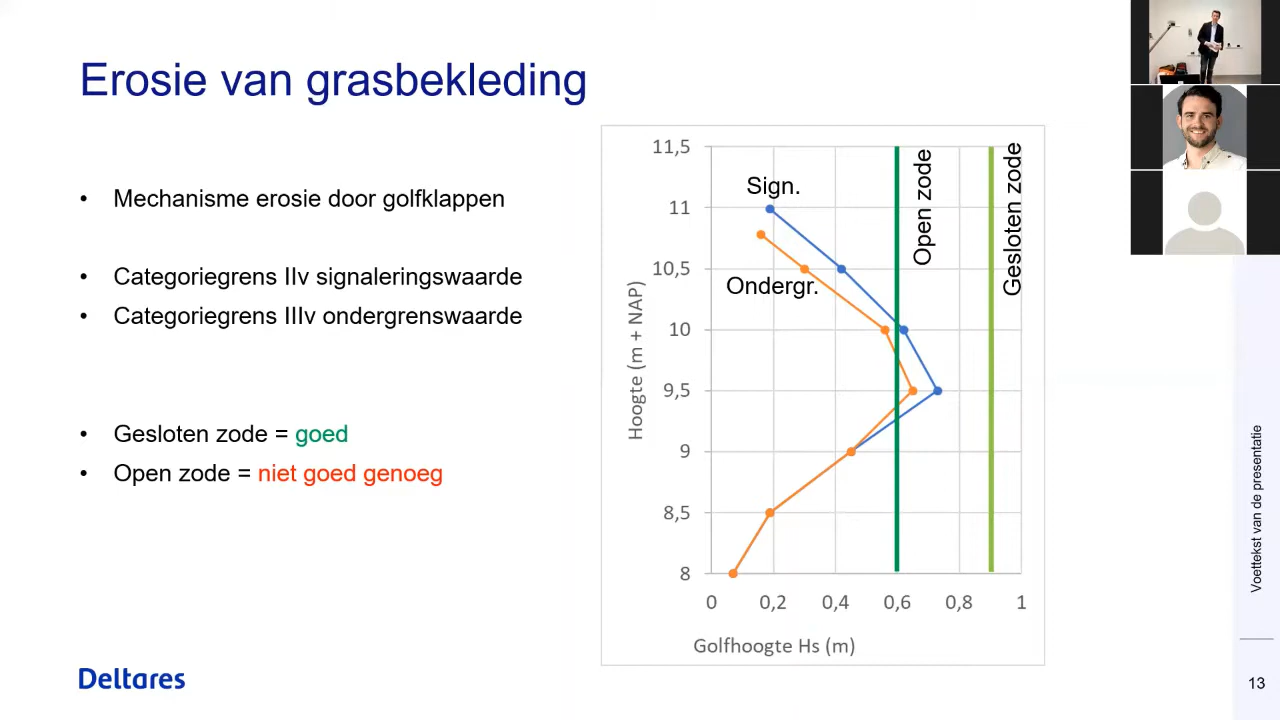 Erosie van grasbekleding
• Mechanisme erosie door golfklappen
• Categoriegrens IIv signaleringswaarde
• Categoriegrens IIIv ondergrenswaarde
• Gesloten zode = goed
• Open zode = niet goed genoeg
11,5
11
10,5
10
9,5
9
8,5
8
Hoogte (m + NAP)
Sign.
Ondergr.
Open zode
Gesloten zode
0 0,2 0,4 0,6 0,8 1
Golfhoogte Hs (m)
Voettekst van de presentatie
Deltares
13